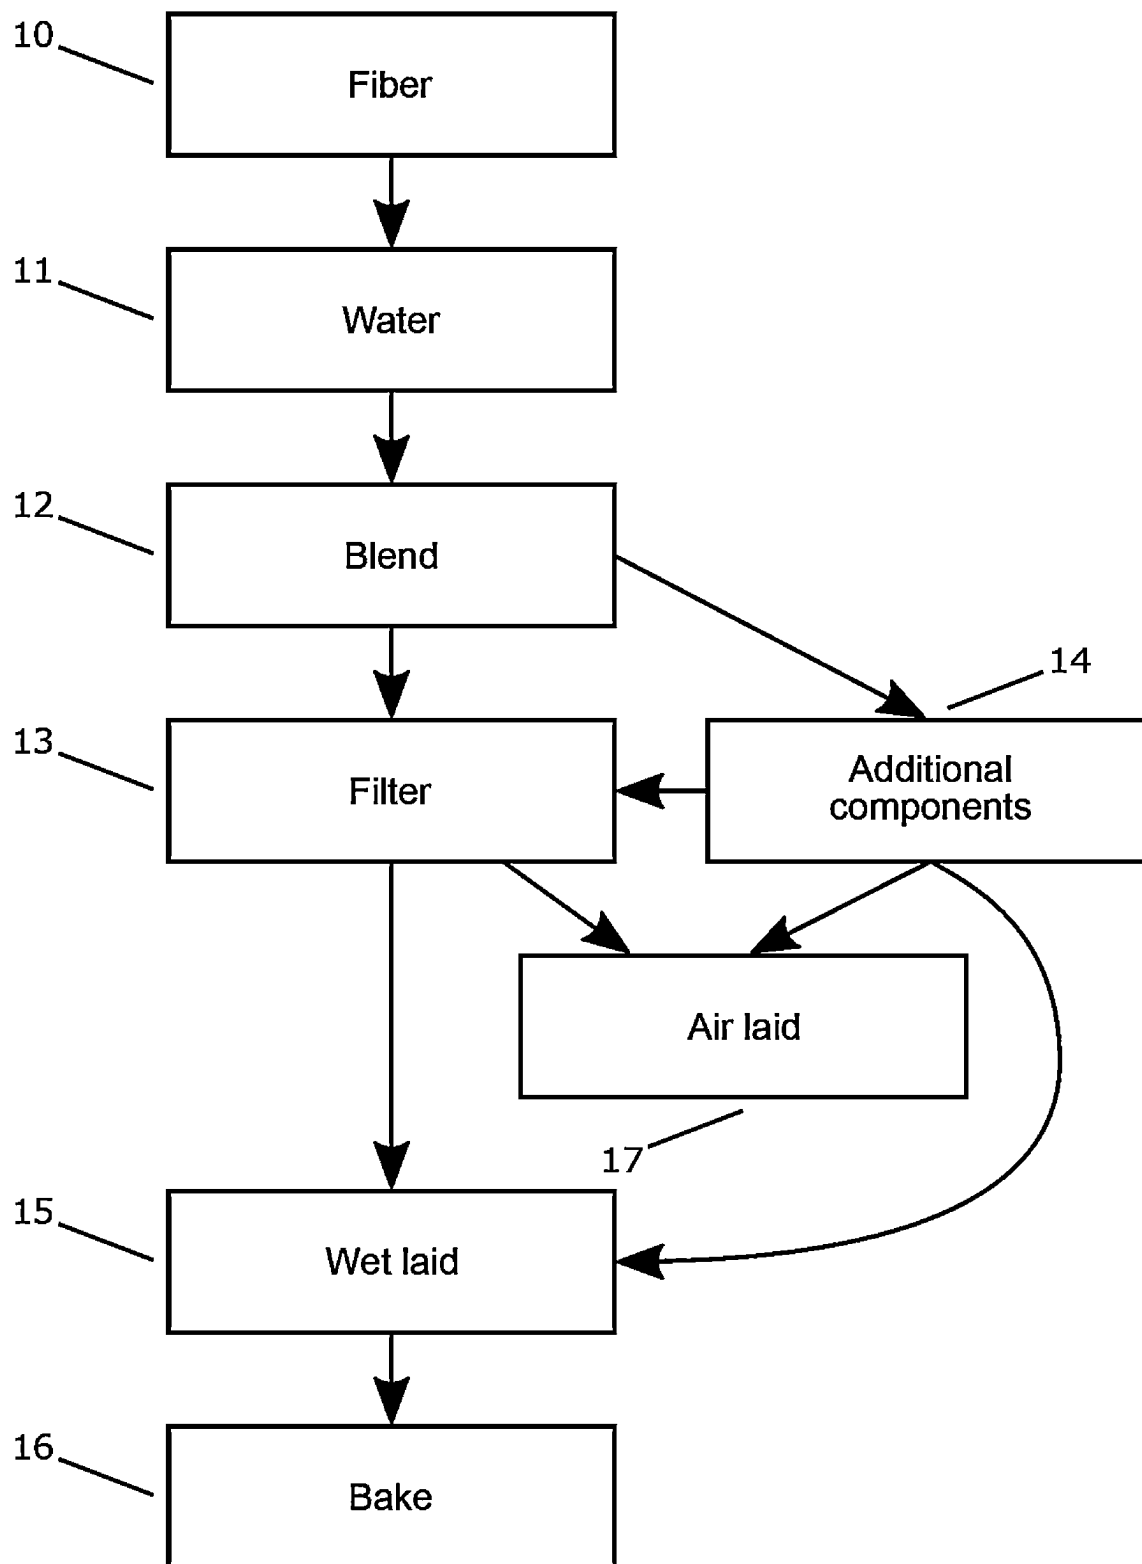 10
Fiber
11
Water
12
Blend
14
13
Filter
Additional
components
Air laid
17
15
Wet laid
16
Bake